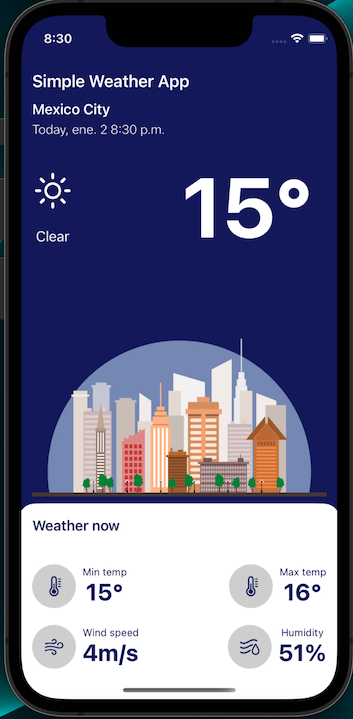 8:30
Simple Weather App
Mexico City
Today, ene. 2 8:30 p.m.
15°
Clear
Weather now
Min temp
15°
Max temp
16°
Wind speed
4m/s
Humidity
51%